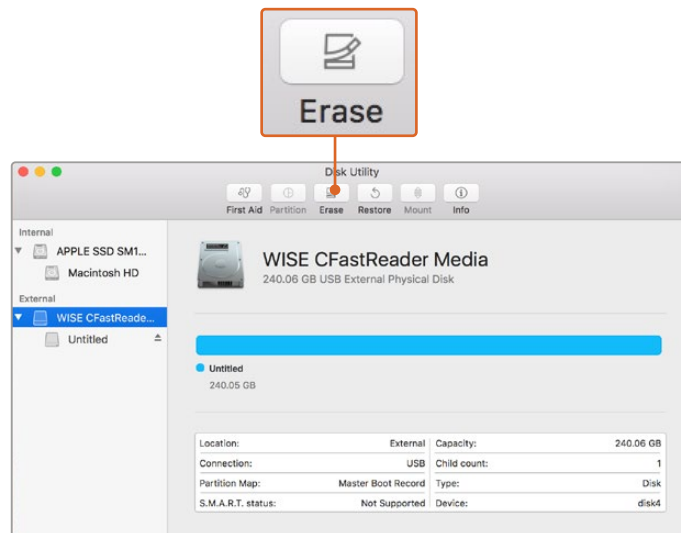 Erase
Disk Utility
First Aid Partition Erase Restore Mount Info
Internal
APPLE SSD SM1...
Macintosh HD
External
WISE CFastReade...
Untitled
WISE CFastReader Media
240.06 GB USB External Physical Disk
Untitled
240.05 GB
Location: External Capacity: 240.06 GB
Connection: USB Child count: 1
Partition Map: Master Boot Record Type: Disk
S.M.A.R.T. status: Not Supported Device: disk4